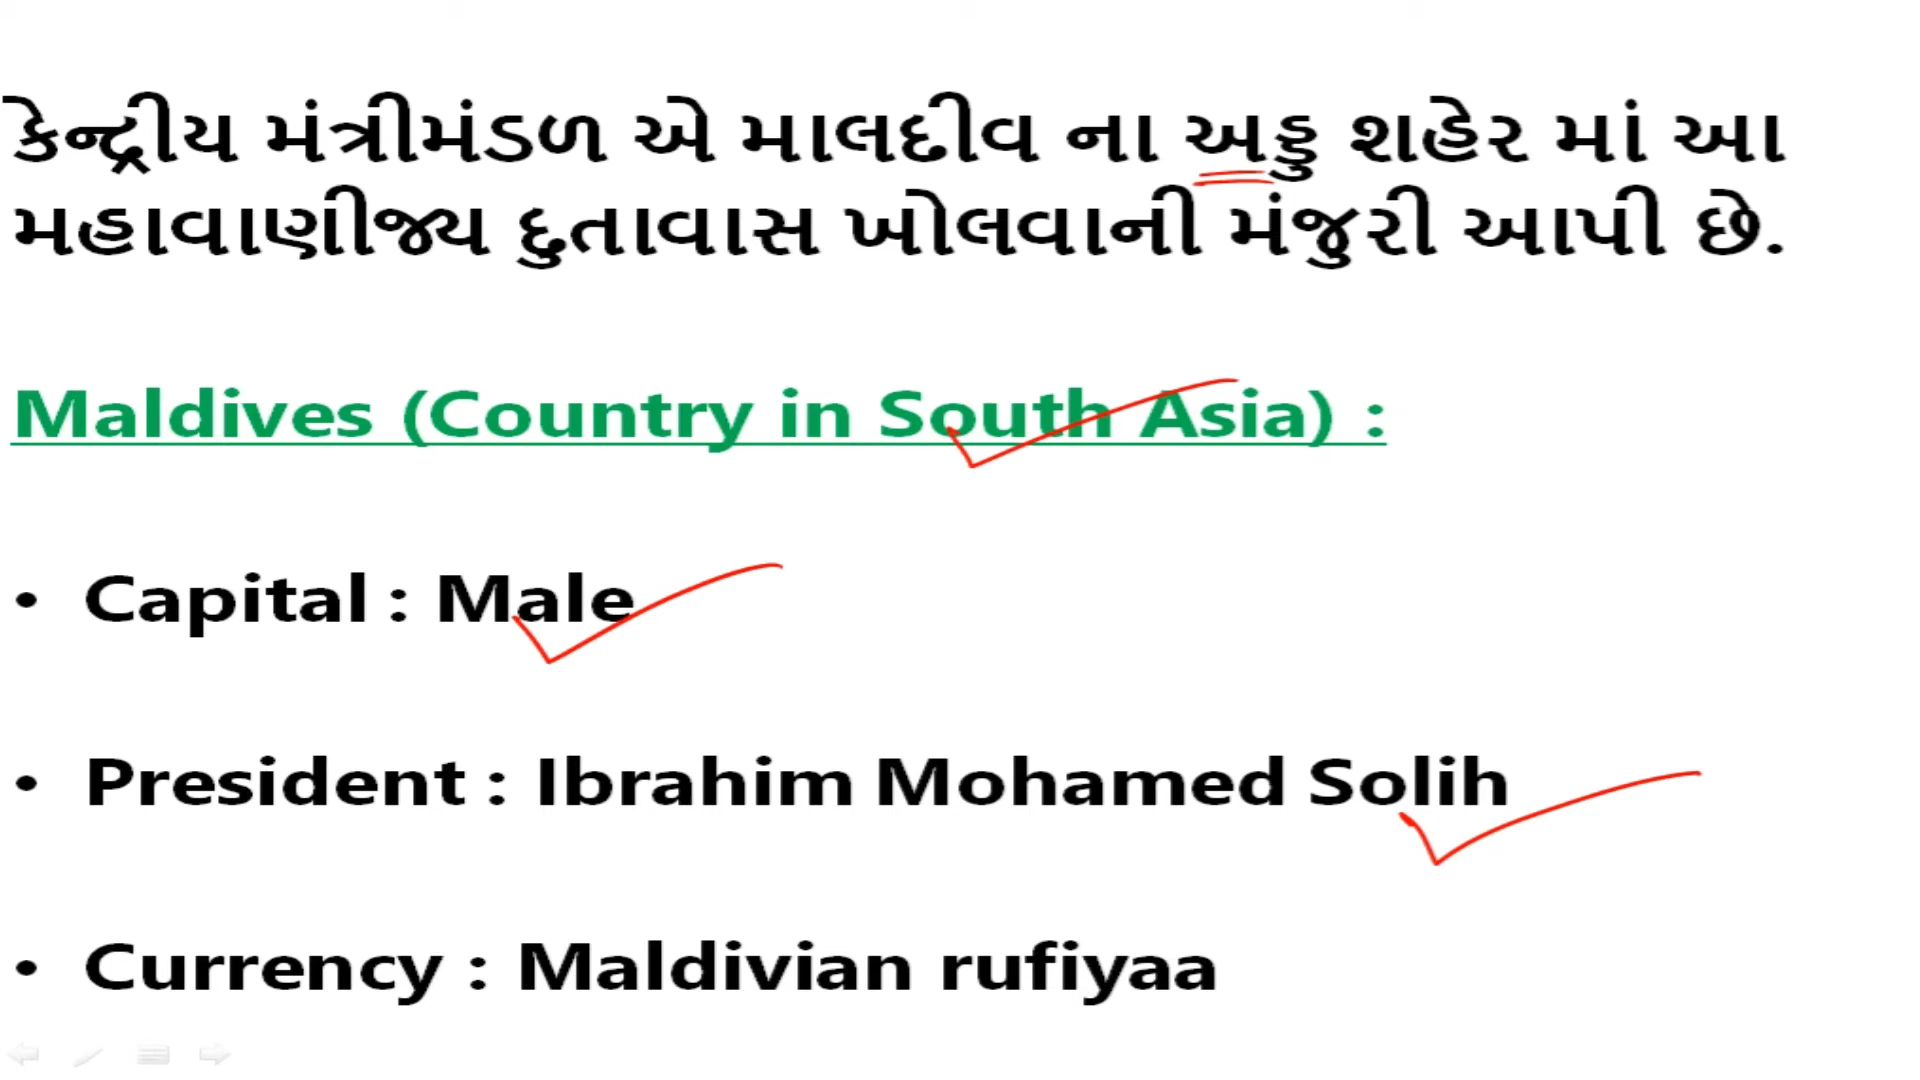 કેન્દ્રીય મંત્રીમંડળ એ માલદીવ ના અડ્ડુ શહેર માં આ
મહાવાણીજ્ય દુતાવાસ ખોલવાની મંજુરી આપી છે.
Maldives (Country in South Asia) :
• Capital : Male
• President : Ibrahim Mohamed Solih
• Currency : Maldivian rufiyaa